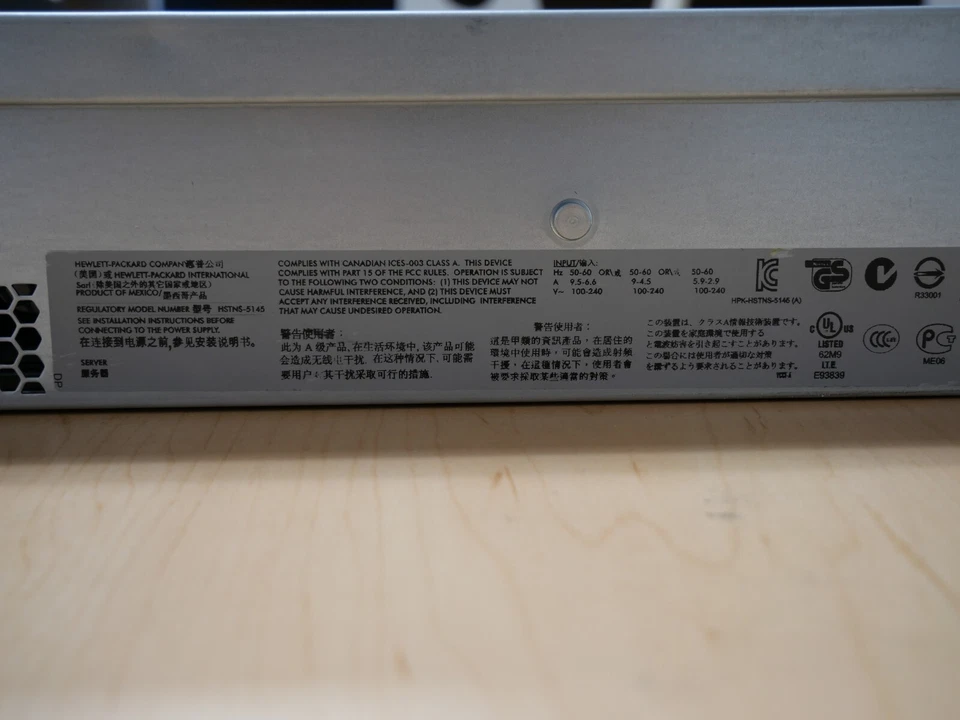 HEWLETT-PACKARD COMPANY惠普公司
(美国)或 HEWLETT-PACKARD INTERNATIONAL
Sarl (除美国之外的其它国家或地区)
PRODUCT OF MEXICO/墨西哥产品
REGULATORY MODEL NUMBER 型号 HSTNS-5145
SEE INSTALLATION INSTRUCTIONS BEFORE
CONNECTING TO THE POWER SUPPLY.
在连接到电源之前,参见安装说明书。
SERVER
服务器
DP
COMPLIES WITH CANADIAN ICES-003 CLASS A. THIS DEVICE
COMPLIES WITH PART 15 OF THE FCC RULES. OPERATION IS SUBJECT
TO THE FOLLOWING TWO CONDITIONS: (1) THIS DEVICE MAY NOT
CAUSE HARMFUL INTERFERENCE, AND (2) THIS DEVICE MUST
ACCEPT ANY INTERFERENCE RECEIVED, INCLUDING INTERFERENCE
THAT MAY CAUSE UNDESIRED OPERATION.
警告使用者:
此为 A 级产品,在生活环境中,该产品可能
会造成无线电干扰. 在这种情况下, 可能需
要用户对其干扰采取可行的措施.
警告使用者:
這是甲類的資訊產品,在居住的
環境中使用時,可能會造成射頻
干擾,在這種情況下,使用者會
被要求採取某些適當的對策。
INPUT/输入:
Hz 50-60 OR\或 50-60 OR\或 50-60
A 9.5-6.6 9-4.5 5.9-2.9
V~ 100-240 100-240 100-240
この装置は、クラスA情報技術装置です。
この装置を家庭環境で使用する
と電波妨害を引き起こすことがあります。
この場合には使用者が適切な対策
を講ずるよう要求されることがあります。
VCCI-A
HPK-HSTNS-5145 (A)
GS
R33001
C UL US
LISTED
62M9
I.T.E.
E93839
CCC
ME06